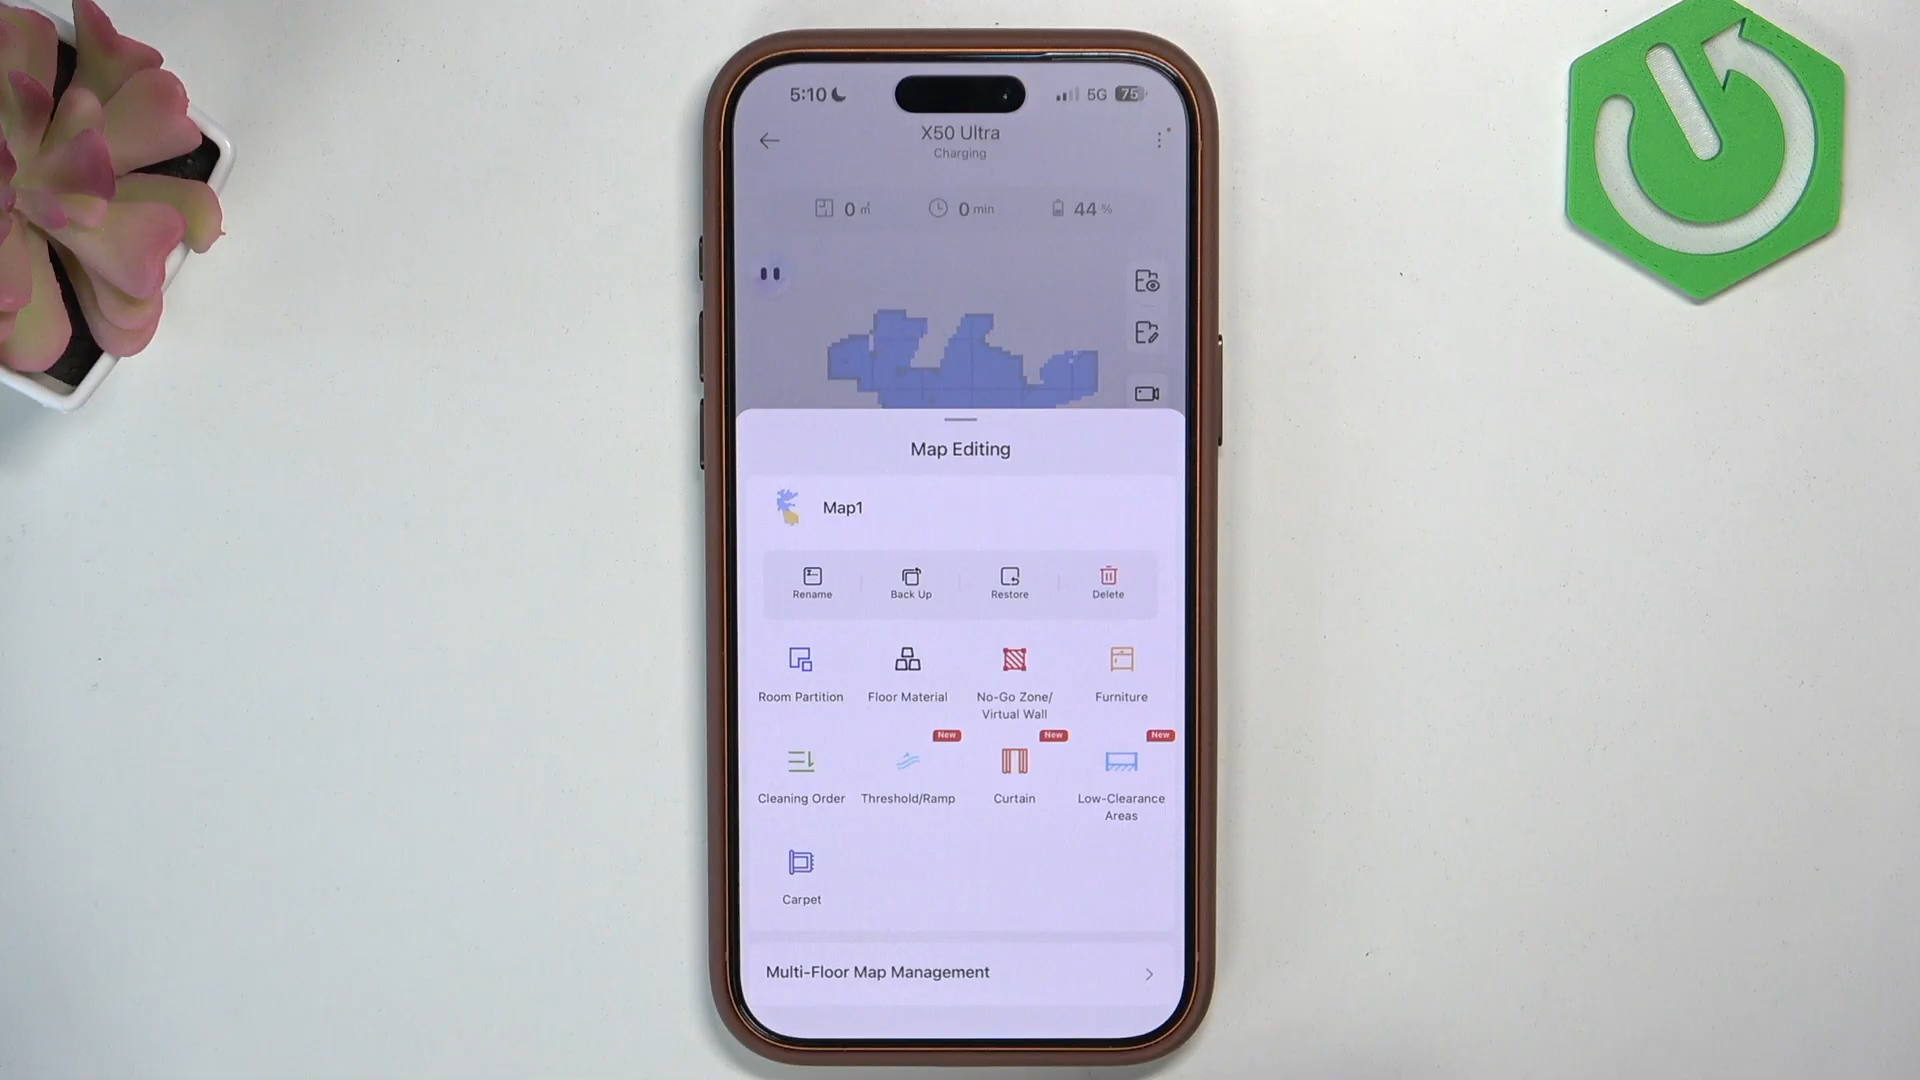 5:10
5G
75
X50 Ultra
Charging
0 ㎡
0 min
44 %
Map Editing
Map1
Rename
Back Up
Restore
Delete
Room Partition
Floor Material
No-Go Zone/
Virtual Wall
Furniture
New
New
New
Cleaning Order
Threshold/Ramp
Curtain
Low-Clearance
Areas
Carpet
Multi-Floor Map Management